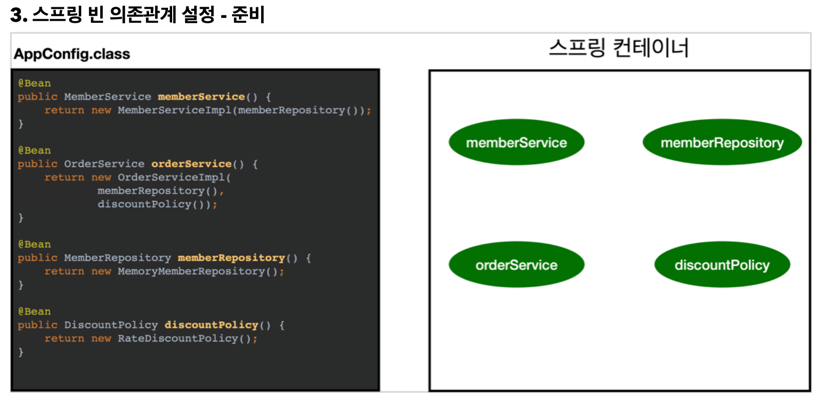 3. 스프링 빈 의존관계 설정 - 준비
AppConfig.class
@Bean
public MemberService memberService() {
    return new MemberServiceImpl(memberRepository());
}
@Bean
public OrderService orderService() {
    return new OrderServiceImpl(
            memberRepository(),
            discountPolicy());
}
@Bean
public MemberRepository memberRepository() {
    return new MemoryMemberRepository();
}
@Bean
public DiscountPolicy discountPolicy() {
    return new RateDiscountPolicy();
}
스프링 컨테이너
memberService
memberRepository
orderService
discountPolicy